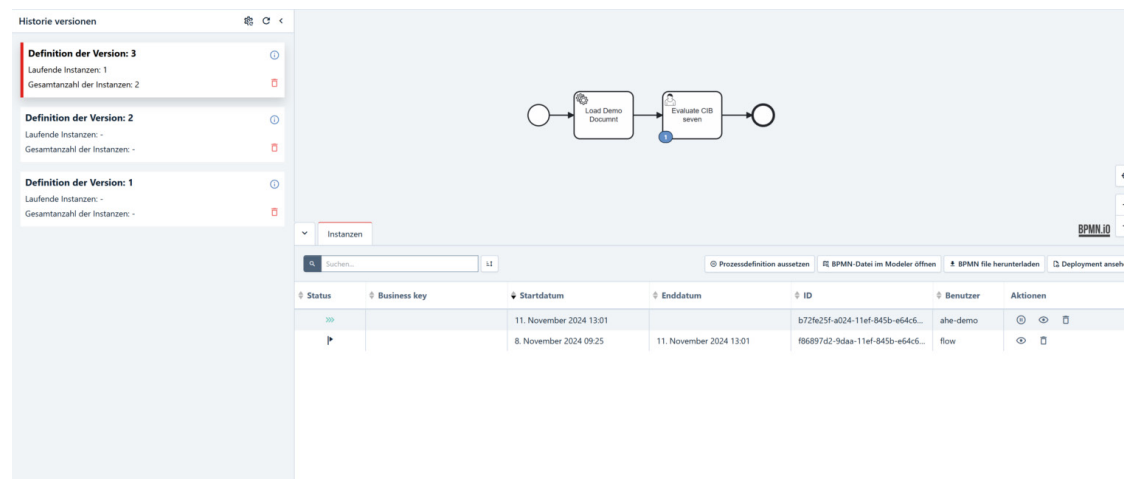 Historie versionen
Definition der Version: 3
Laufende Instanzen: 1
Gesamtanzahl der Instanzen: 2
Definition der Version: 2
Laufende Instanzen: -
Gesamtanzahl der Instanzen: -
Definition der Version: 1
Laufende Instanzen: -
Gesamtanzahl der Instanzen: -
Load Demo
Documnt
Evaluate CIB
seven
1
BPMN.iO
Instanzen
Suchen...
Prozessdefinition aussetzen
BPMN-Datei im Modeler öffnen
BPMN file herunterladen
Deployment anseh
Status Business key Startdatum Enddatum ID Benutzer Aktionen
11. November 2024 13:01 b72fe25f-a024-11ef-845b-e64c6... ahe-demo
8. November 2024 09:25 11. November 2024 13:01 f86897d2-9daa-11ef-845b-e64c6... flow